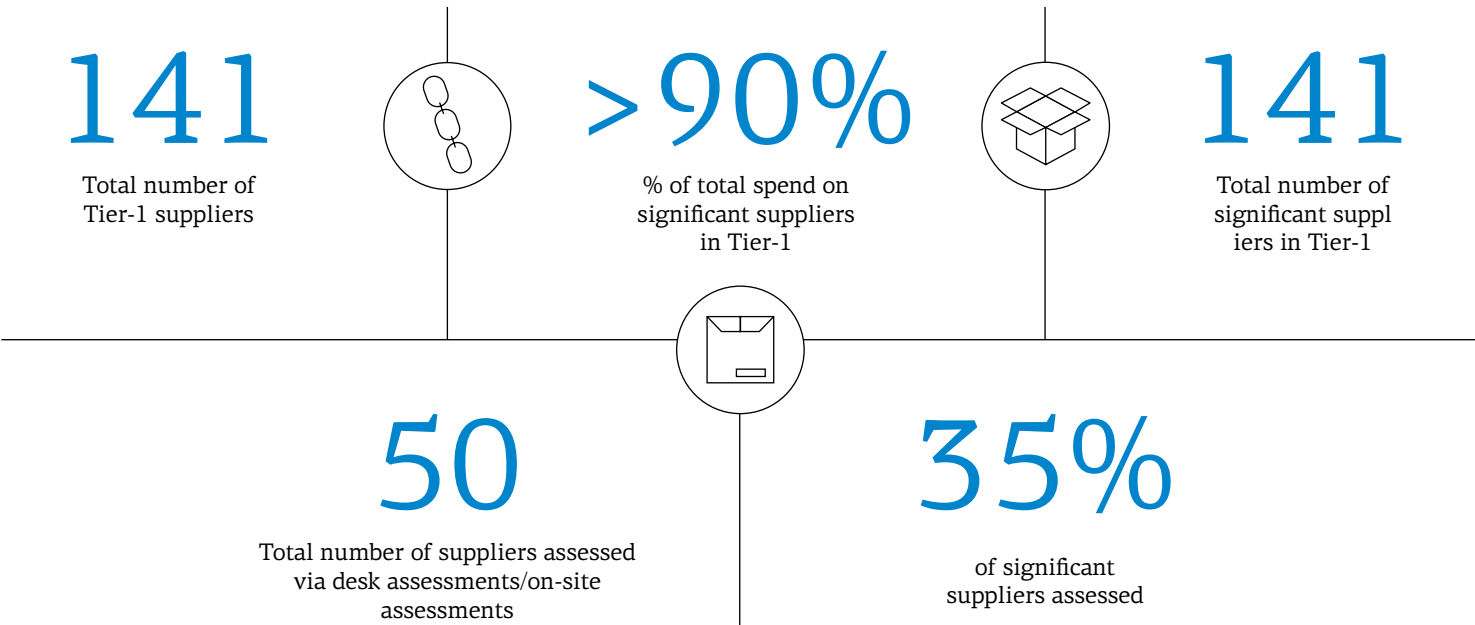 141
Total number of
Tier-1 suppliers
>90%
% of total spend on
significant suppliers
in Tier-1
141
Total number of
significant suppl
iers in Tier-1
50
Total number of suppliers assessed
via desk assessments/on-site
assessments
35%
of significant
suppliers assessed